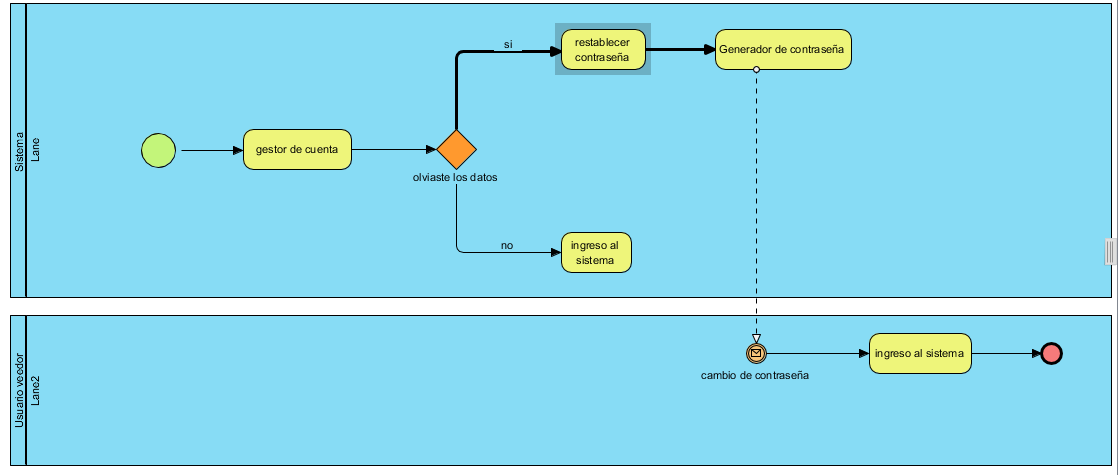 Sistema
Lane
gestor de cuenta
olviaste los datos
si
restablecer
contraseña
Generador de contraseña
no
ingreso al
sistema
Usuario veedor
Lane2
cambio de contraseña
ingreso al sistema